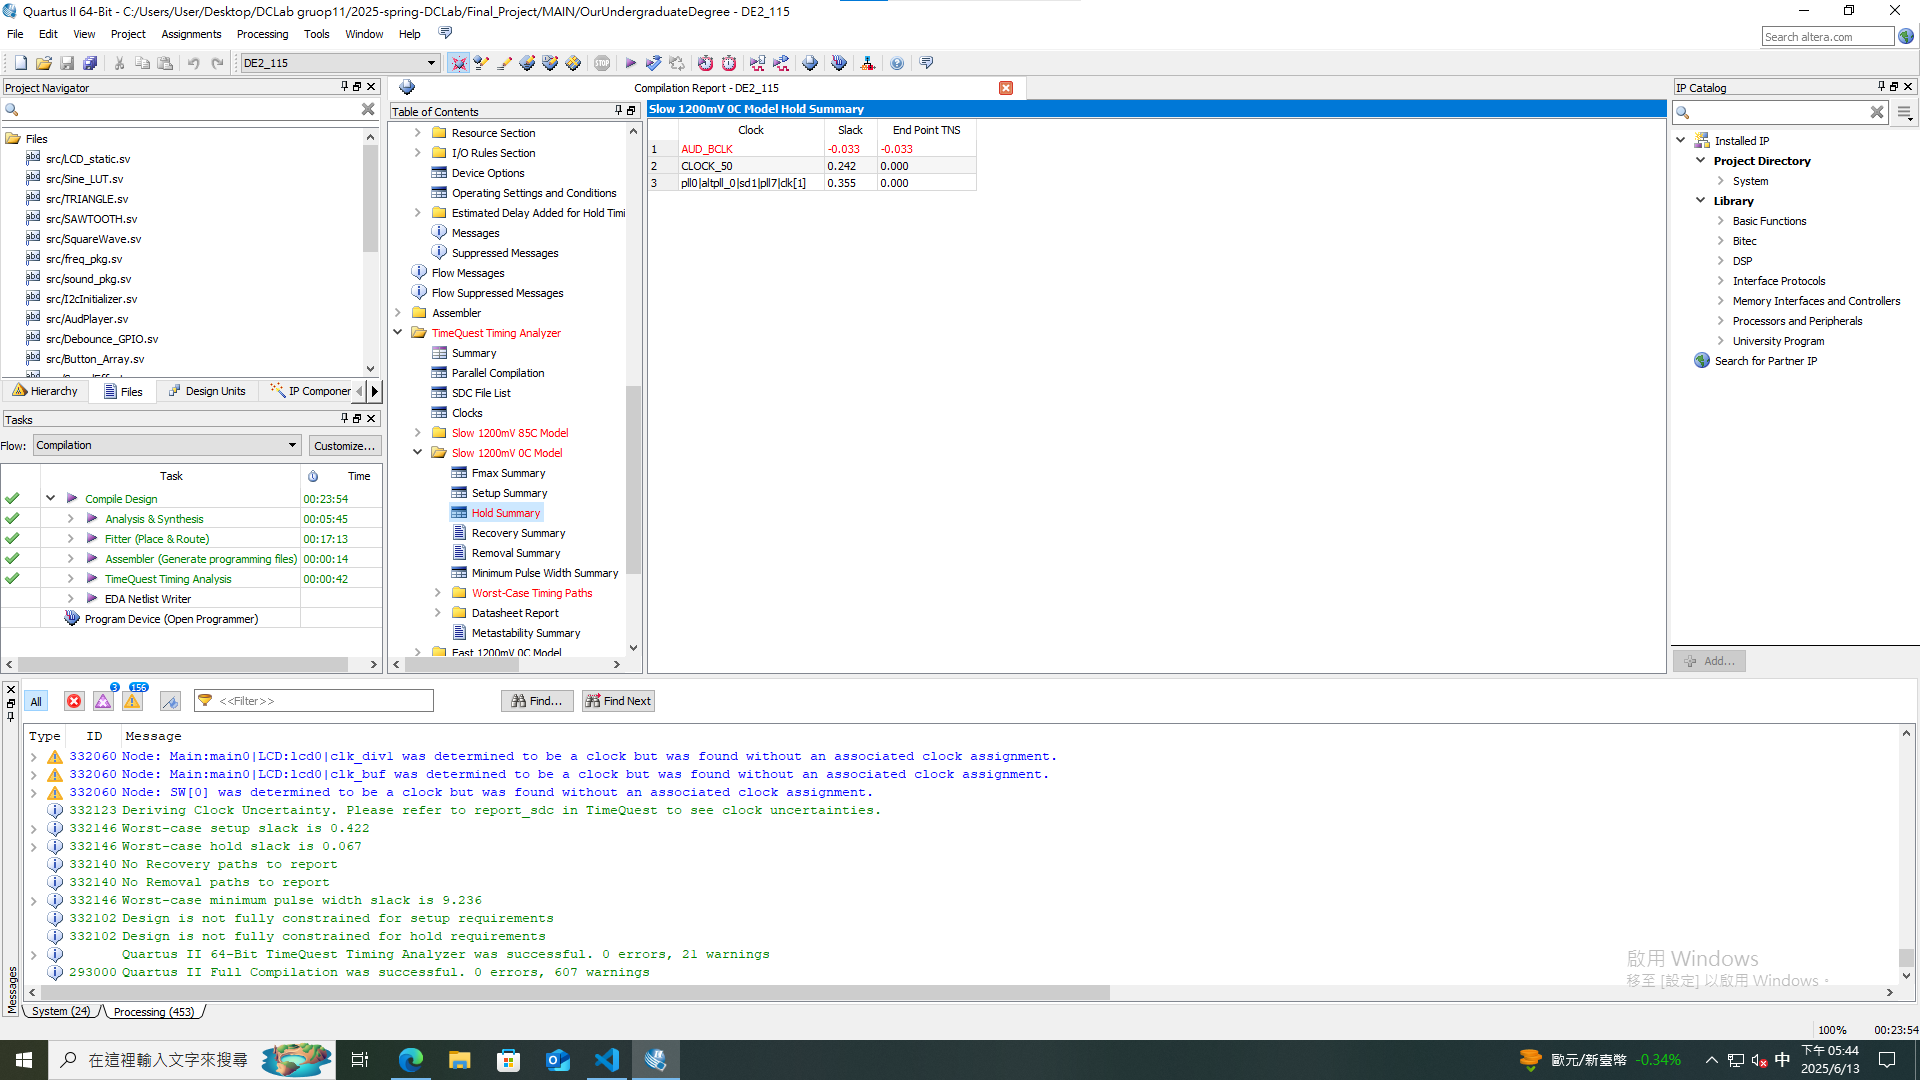 Quartus II 64-Bit - C:/Users/User/Desktop/DCLab gruop11/2025-spring-DCLab/Final_Project/MAIN/OurUndergraduateDegree - DE2_115
File Edit View Project Assignments Processing Tools Window Help
Search altera.com
DE2_115
Project Navigator
Files
src/LCD_static.sv
src/Sine_LUT.sv
src/TRIANGLE.sv
src/SAWTOOTH.sv
src/SquareWave.sv
src/freq_pkg.sv
src/sound_pkg.sv
src/I2cInitializer.sv
src/AudPlayer.sv
src/Debounce_GPIO.sv
src/Button_Array.sv
Hierarchy Files Design Units IP Componer
Tasks
Flow: Compilation Customize...
Task Time
Compile Design 00:23:54
Analysis & Synthesis 00:05:45
Fitter (Place & Route) 00:17:13
Assembler (Generate programming files) 00:00:14
TimeQuest Timing Analysis 00:00:42
EDA Netlist Writer
Program Device (Open Programmer)
Compilation Report - DE2_115
Table of Contents
Resource Section
I/O Rules Section
Device Options
Operating Settings and Conditions
Estimated Delay Added for Hold Timi
Messages
Suppressed Messages
Flow Messages
Flow Suppressed Messages
Assembler
TimeQuest Timing Analyzer
Summary
Parallel Compilation
SDC File List
Clocks
Slow 1200mV 85C Model
Slow 1200mV 0C Model
Fmax Summary
Setup Summary
Hold Summary
Recovery Summary
Removal Summary
Minimum Pulse Width Summary
Worst-Case Timing Paths
Datasheet Report
Metastability Summary
Fast 1200mV 0C Model
Slow 1200mV 0C Model Hold Summary
Clock Slack End Point TNS
1 AUD_BCLK -0.033 -0.033
2 CLOCK_50 0.242 0.000
3 pll0|altpll_0|sd1|pll7|clk[1] 0.355 0.000
IP Catalog
Installed IP
Project Directory
System
Library
Basic Functions
Bitec
DSP
Interface Protocols
Memory Interfaces and Controllers
Processors and Peripherals
University Program
Search for Partner IP
Add...
All 3 156 <<Filter>> Find... Find Next
Type ID Message
332060 Node: Main:main0|LCD:lcd0|clk_div1 was determined to be a clock but was found without an associated clock assignment.
332060 Node: Main:main0|LCD:lcd0|clk_buf was determined to be a clock but was found without an associated clock assignment.
332060 Node: SW[0] was determined to be a clock but was found without an associated clock assignment.
332123 Deriving Clock Uncertainty. Please refer to report_sdc in TimeQuest to see clock uncertainties.
332146 Worst-case setup slack is 0.422
332146 Worst-case hold slack is 0.067
332140 No Recovery paths to report
332140 No Removal paths to report
332146 Worst-case minimum pulse width slack is 9.236
332102 Design is not fully constrained for setup requirements
332102 Design is not fully constrained for hold requirements
Quartus II 64-Bit TimeQuest Timing Analyzer was successful. 0 errors, 21 warnings
293000 Quartus II Full Compilation was successful. 0 errors, 607 warnings
Messages
System (24) Processing (453)
啟用 Windows
移至 [設定] 以啟用 Windows。
100% 00:23:54
在這裡輸入文字來搜尋
歐元/新臺幣 -0.34%
中
下午 05:44
2025/6/13